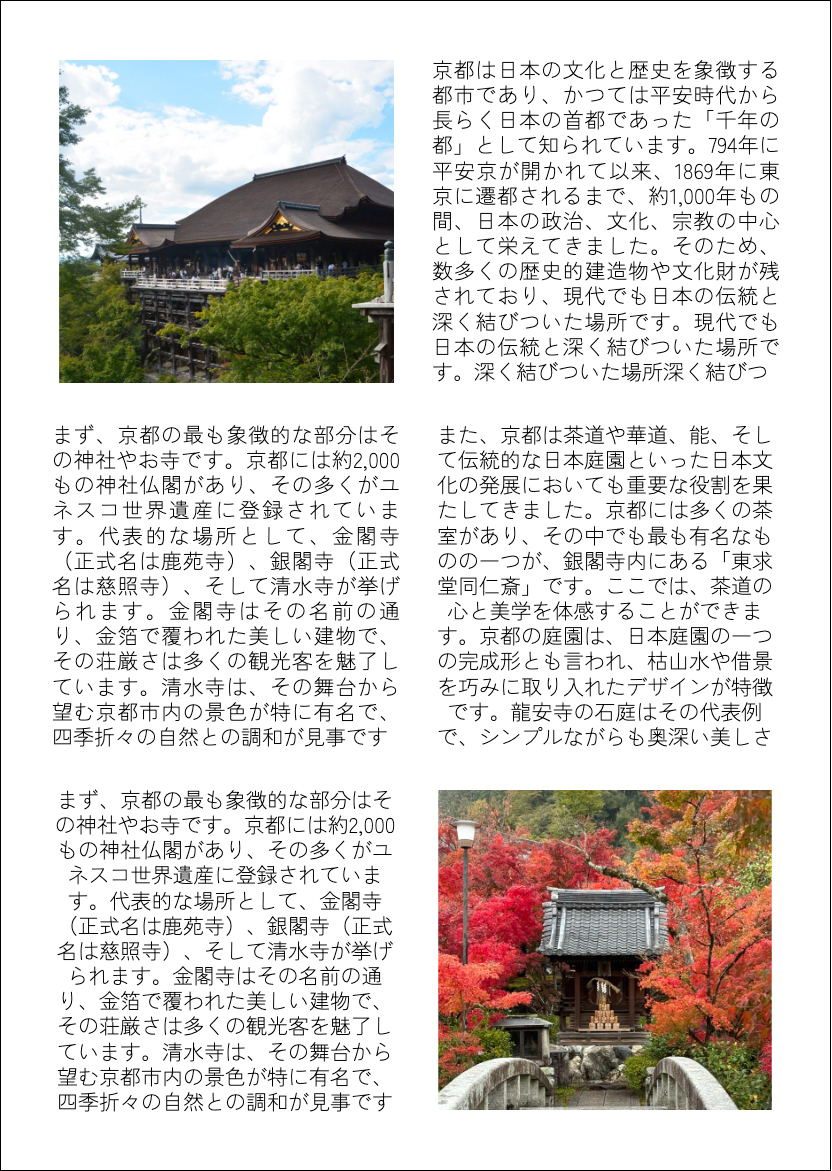 京都は日本の文化と歴史を象徴する
都市であり、かつては平安時代から
長らく日本の首都であった「千年の
都」として知られています。794年に
平安京が開かれて以来、1869年に東
京に遷都されるまで、約1,000年もの
間、日本の政治、文化、宗教の中心
として栄えてきました。そのため、
数多くの歴史的建造物や文化財が残
されており、現代でも日本の伝統と
深く結びついた場所です。現代でも
日本の伝統と深く結びついた場所で
す。深く結びついた場所深く結びつ
まず、京都の最も象徴的な部分はそ
の神社やお寺です。京都には約2,000
もの神社仏閣があり、その多くがユ
ネスコ世界遺産に登録されていま
す。代表的な場所として、金閣寺
（正式名は鹿苑寺）、銀閣寺（正式
名は慈照寺）、そして清水寺が挙げ
られます。金閣寺はその名前の通
り、金箔で覆われた美しい建物で、
その荘厳さは多くの観光客を魅了し
ています。清水寺は、その舞台から
望む京都市内の景色が特に有名で、
四季折々の自然との調和が見事です
また、京都は茶道や華道、能、そし
て伝統的な日本庭園といった日本文
化の発展においても重要な役割を果
たしてきました。京都には多くの茶
室があり、その中でも最も有名なも
のの一つが、銀閣寺内にある「東求
堂同仁斎」です。ここでは、茶道の
心と美学を体感することができま
す。京都の庭園は、日本庭園の一つ
の完成形とも言われ、枯山水や借景
を巧みに取り入れたデザインが特徴
です。龍安寺の石庭はその代表例
で、シンプルながらも奥深い美しさ
まず、京都の最も象徴的な部分はそ
の神社やお寺です。京都には約2,000
もの神社仏閣があり、その多くがユ
ネスコ世界遺産に登録されていま
す。代表的な場所として、金閣寺
（正式名は鹿苑寺）、銀閣寺（正式
名は慈照寺）、そして清水寺が挙げ
られます。金閣寺はその名前の通
り、金箔で覆われた美しい建物で、
その荘厳さは多くの観光客を魅了し
ています。清水寺は、その舞台から
望む京都市内の景色が特に有名で、
四季折々の自然との調和が見事です